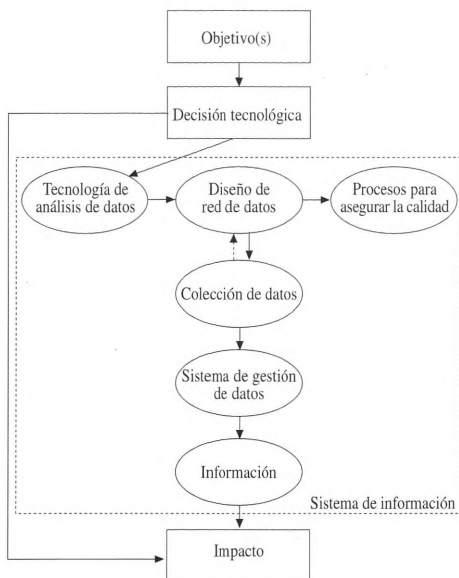 Objetivo(s)
Decisión tecnológica
Tecnología de
análisis de datos
Diseño de
red de datos
Procesos para
asegurar la calidad
Colección de datos
Sistema de gestión
de datos
Información
Sistema de información
Impacto